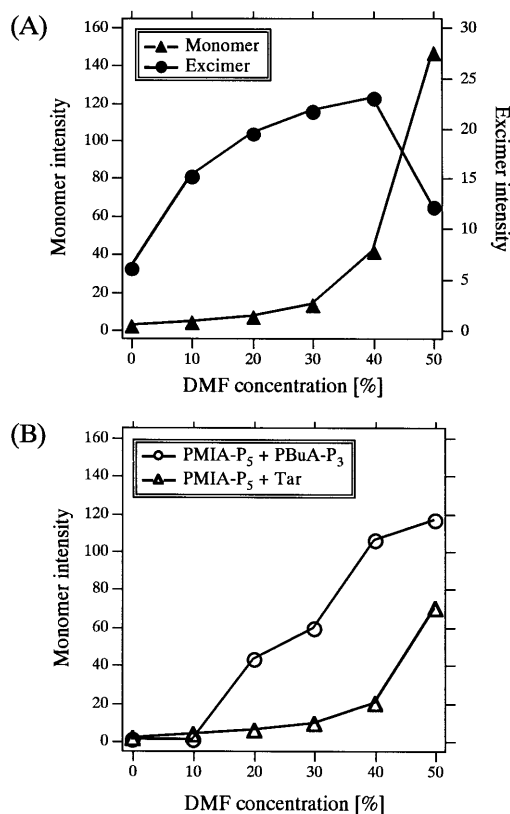 (A)
160
140
120
100
80
60
40
20
0
Monomer intensity
Monomer
Excimer
30
25
20
15
10
5
0
Excimer intensity
0 10 20 30 40 50
DMF concentration [%]
(B)
160
140
120
100
80
60
40
20
0
Monomer intensity
PMIA-P₅ + PBuA-P₃
PMIA-P₅ + Tar
0 10 20 30 40 50
DMF concentration [%]